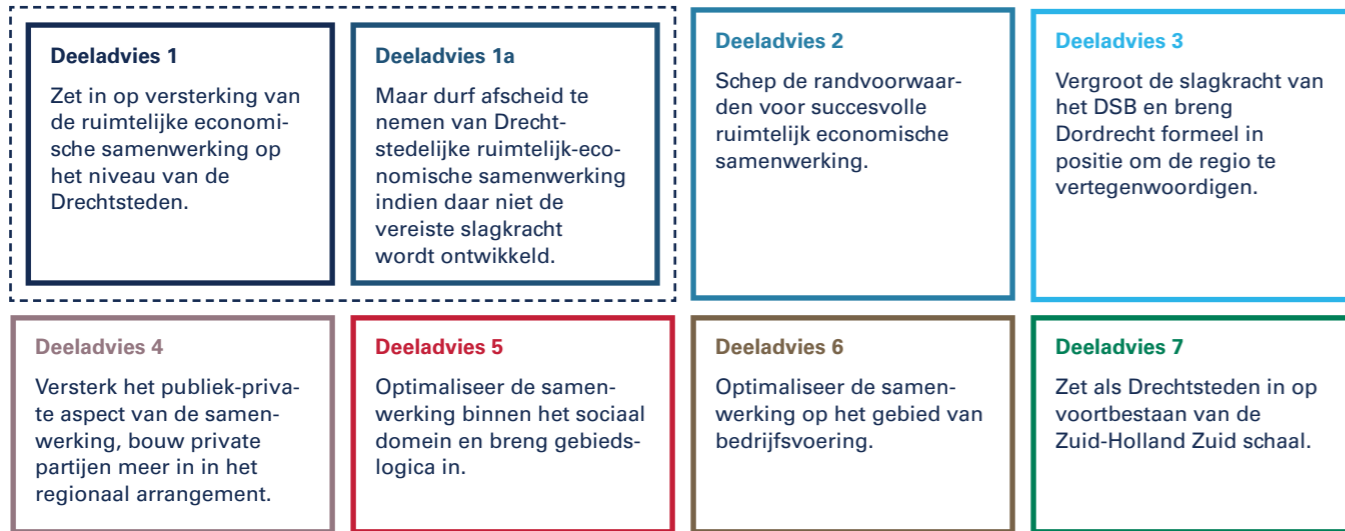 Deeladvies 1
Zet in op versterking van
de ruimtelijke economi-
sche samenwerking op
het niveau van de
Drechtsteden.
Deeladvies 1a
Maar durf afscheid te
nemen van Drecht-
stedelijke ruimtelijk-eco-
nomische samenwerking
indien daar niet de
vereiste slagkracht
wordt ontwikkeld.
Deeladvies 2
Schep de randvoorwaar-
den voor succesvolle
ruimtelijk economische
samenwerking.
Deeladvies 3
Vergroot de slagkracht van
het DSB en breng
Dordrecht formeel in
positie om de regio te
vertegenwoordigen.
Deeladvies 4
Versterk het publiek-priva-
te aspect van de samen-
werking, bouw private
partijen meer in in het
regionaal arrangement.
Deeladvies 5
Optimaliseer de samen-
werking binnen het sociaal
domein en breng gebieds-
logica in.
Deeladvies 6
Optimaliseer de samen-
werking op het gebied van
bedrijfsvoering.
Deeladvies 7
Zet als Drechtsteden in op
voortbestaan van de
Zuid-Holland Zuid schaal.